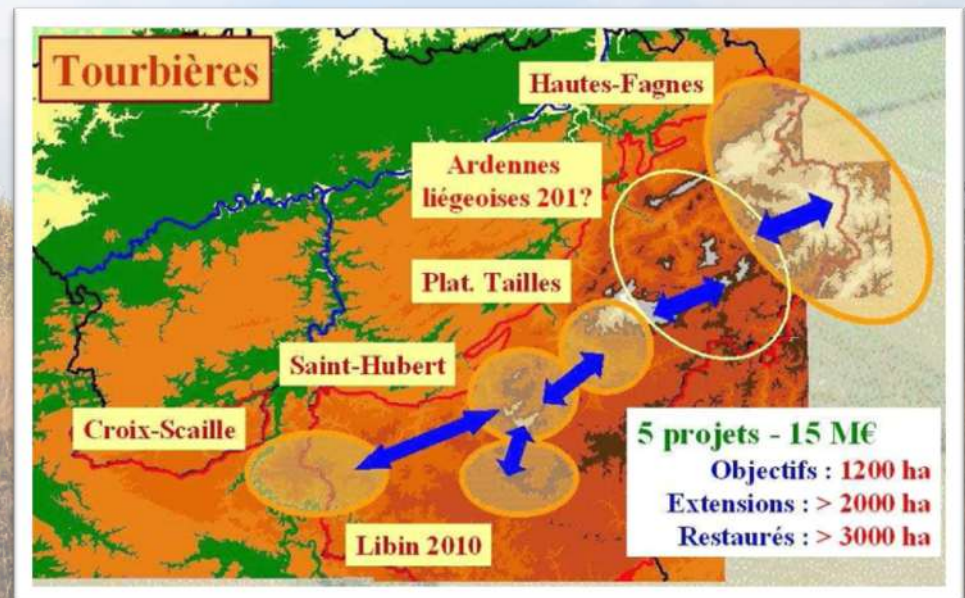 Tourbières
Hautes-Fagnes
Ardennes
liégeoises 201?
Plat. Tailles
Saint-Hubert
Croix-Scaille
Libin 2010
5 projets - 15 M€
Objectifs : 1200 ha
Extensions : > 2000 ha
Restaurés : > 3000 ha